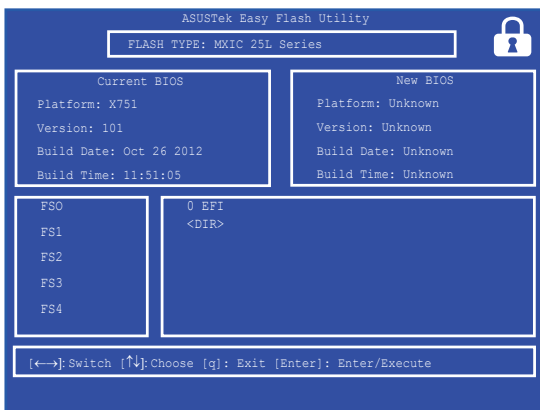 ASUSTek Easy Flash Utility
FLASH TYPE: MXIC 25L Series
Current BIOS
Platform: X751
Version: 101
Build Date: Oct 26 2012
Build Time: 11:51:05
New BIOS
Platform: Unknown
Version: Unknown
Build Date: Unknown
Build Time: Unknown
FSO
FS1
FS2
FS3
FS4
0 EFI
<DIR>
[←→]: Switch [↑↓]: Choose [q]: Exit [Enter]: Enter/Execute